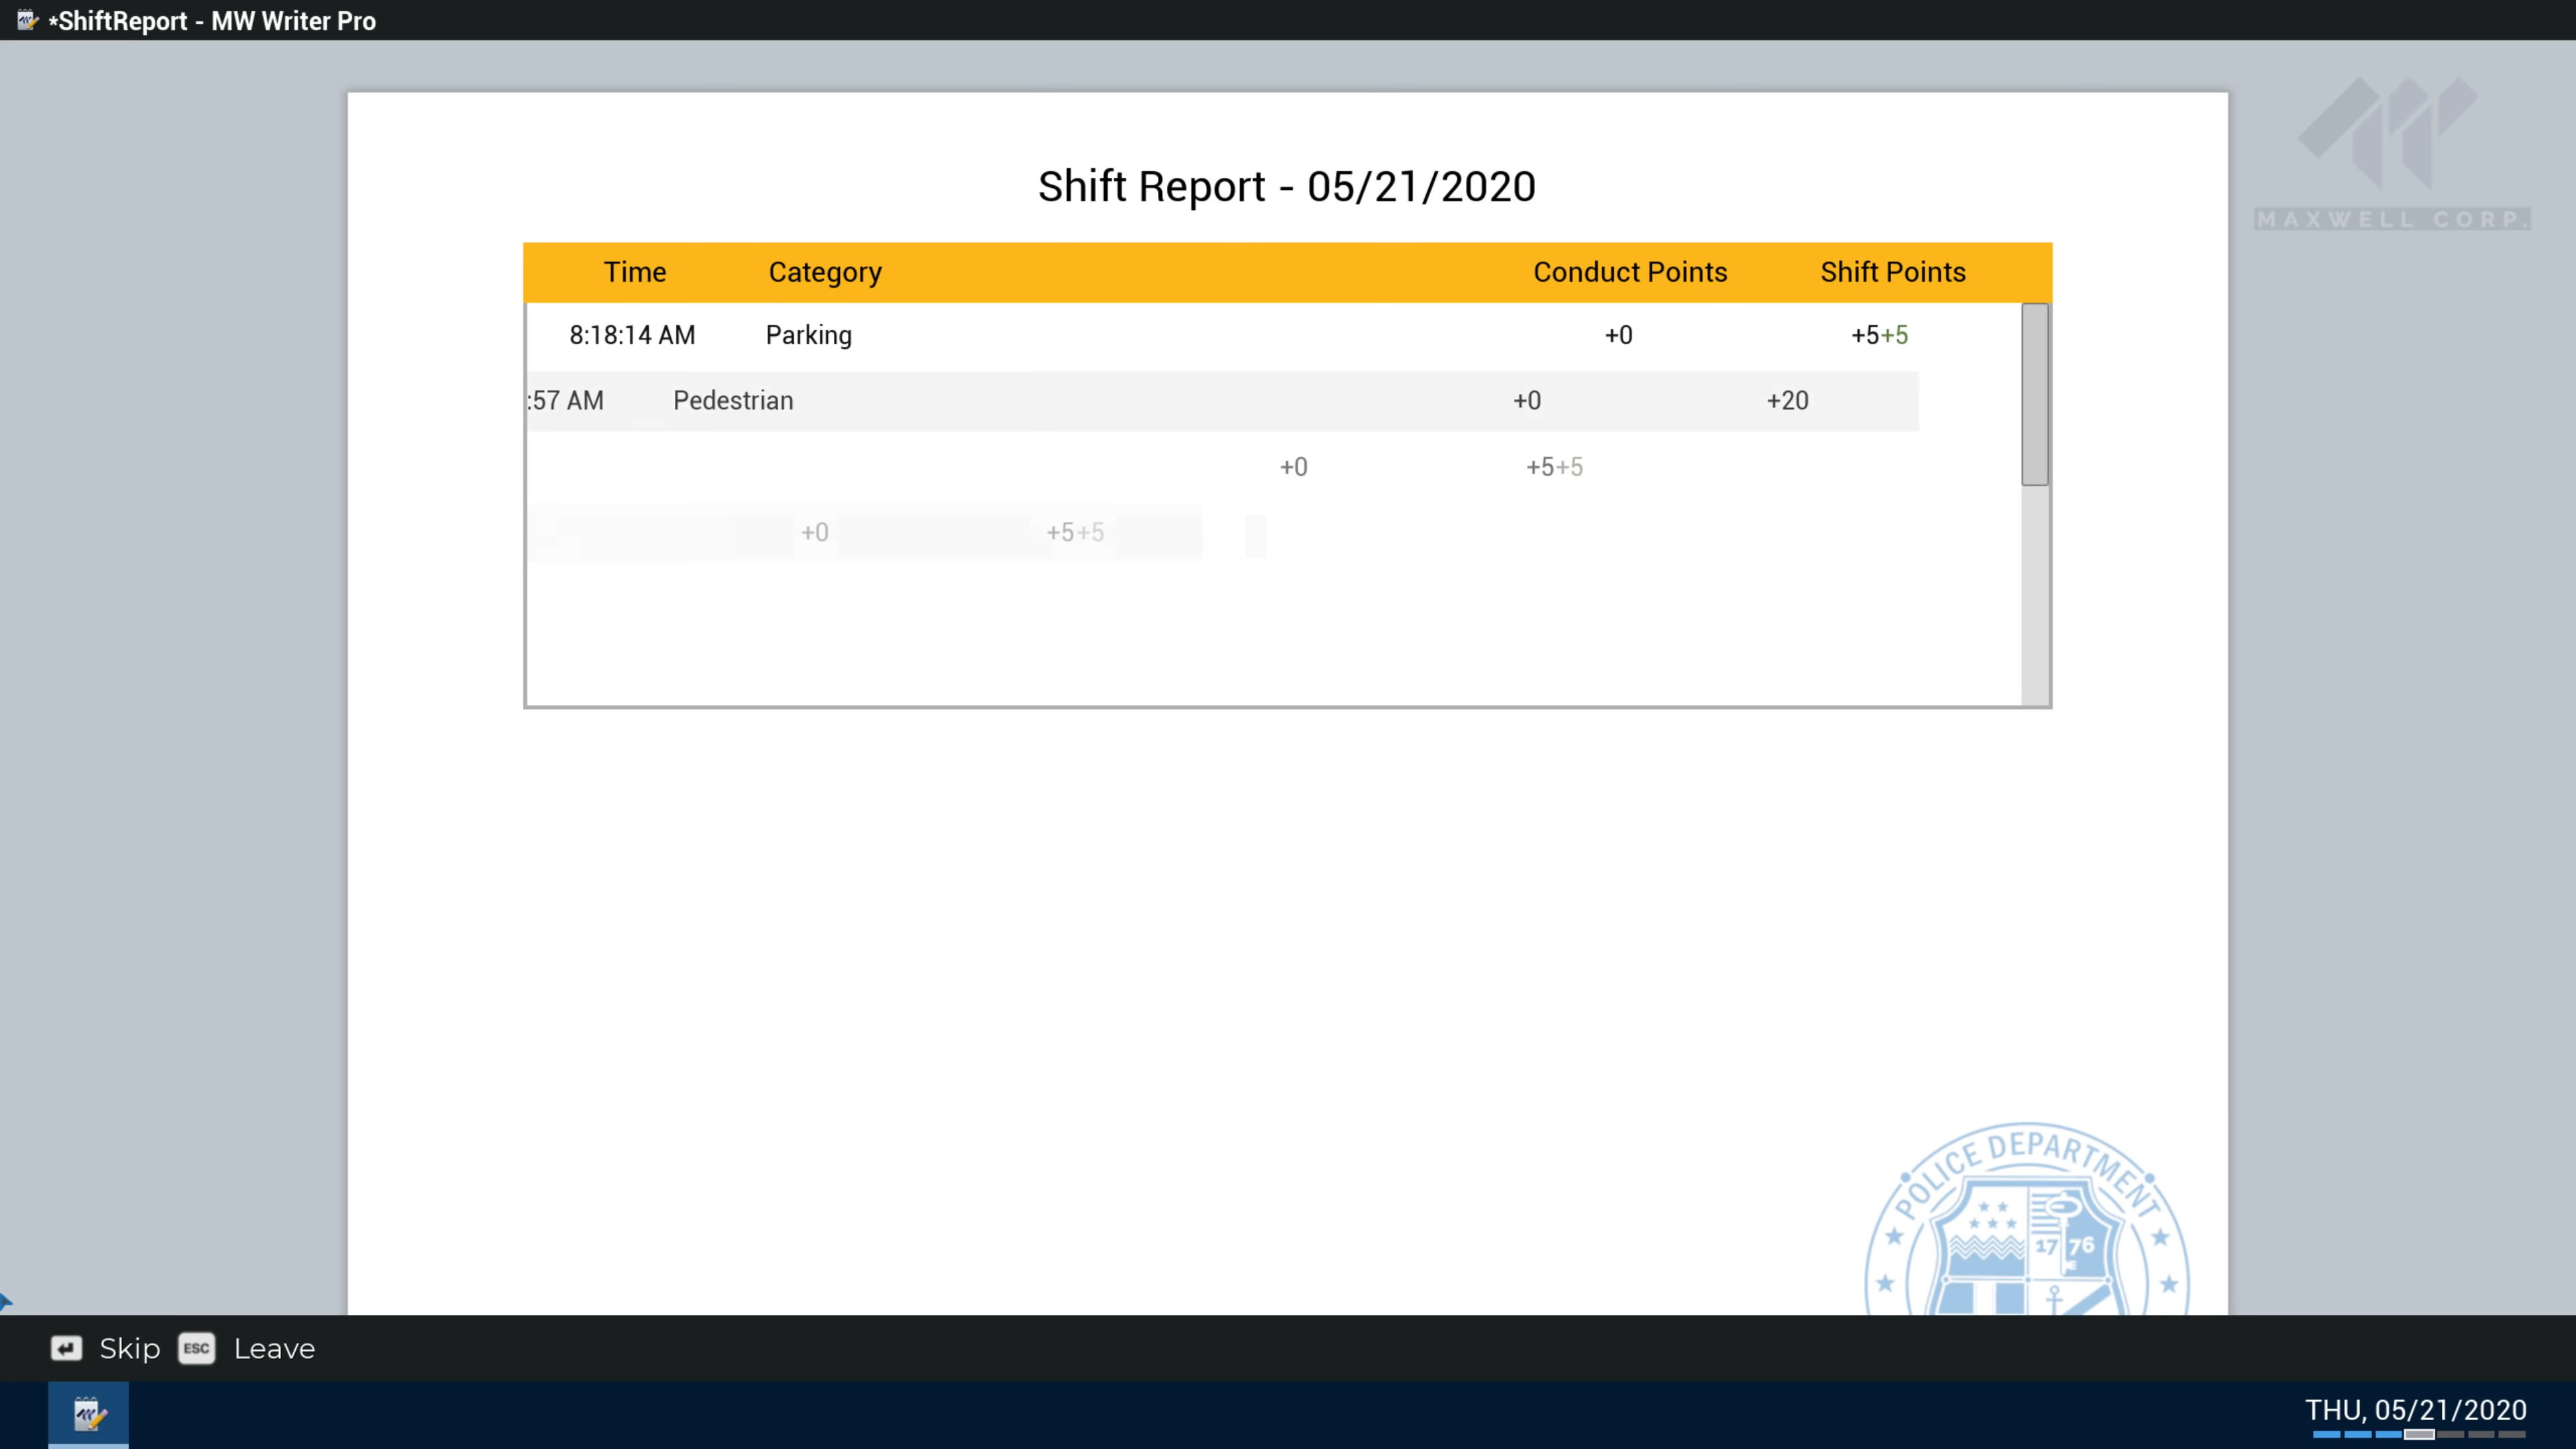 *ShiftReport - MW Writer Pro
MAXWELL CORP.
Shift Report - 05/21/2020
Time Category Conduct Points Shift Points
8:18:14 AM Parking +0 +5+5
:57 AM Pedestrian +0 +20
+0 +5+5
+0 +5+5
POLICE DEPARTMENT
17 76
Skip ESC Leave
THU, 05/21/2020